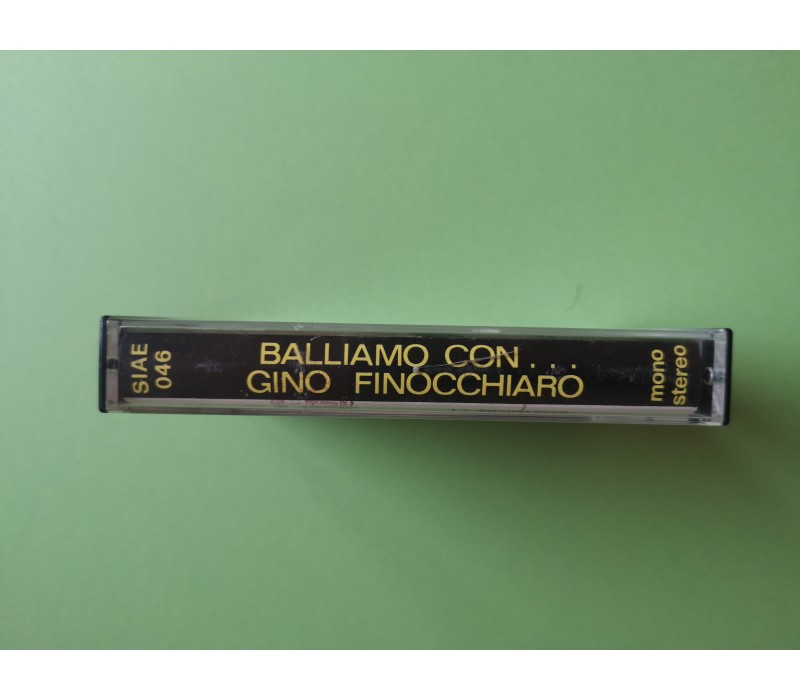 SIAE
046
BALLIAMO CON...
GINO FINOCCHIARO
mono
stereo